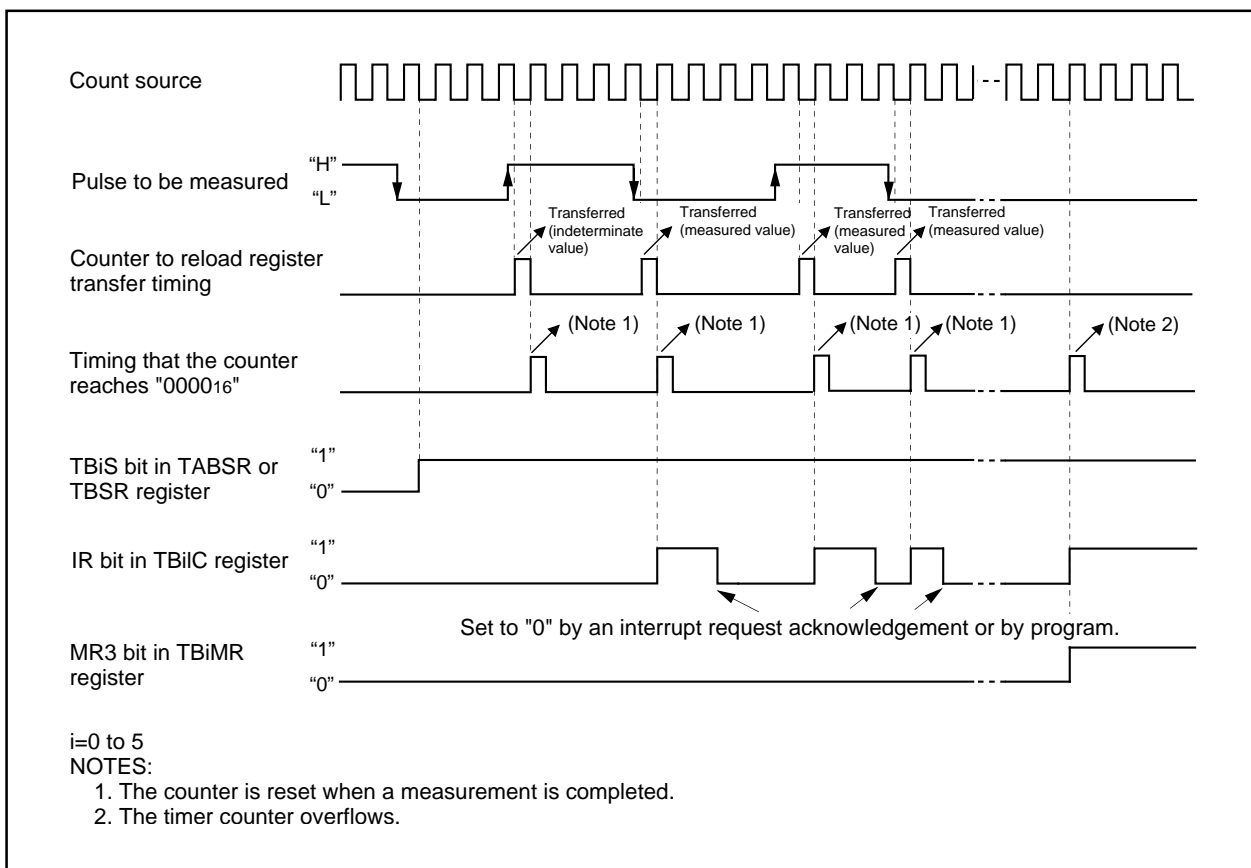 Count source
Pulse to be measured
“H”
“L”
Transferred
(indeterminate
value)
Transferred
(measured value)
Transferred
(measured
value)
Transferred
(measured value)
Counter to reload register
transfer timing
(Note 1)
(Note 1)
(Note 1)
(Note 1)
(Note 2)
Timing that the counter
reaches "000016"
TBiS bit in TABSR or
TBSR register
“1”
“0”
IR bit in TBiIC register
“1”
“0”
Set to "0" by an interrupt request acknowledgement or by program.
MR3 bit in TBiMR
register
“1”
“0”
i=0 to 5
NOTES:
1. The counter is reset when a measurement is completed.
2. The timer counter overflows.